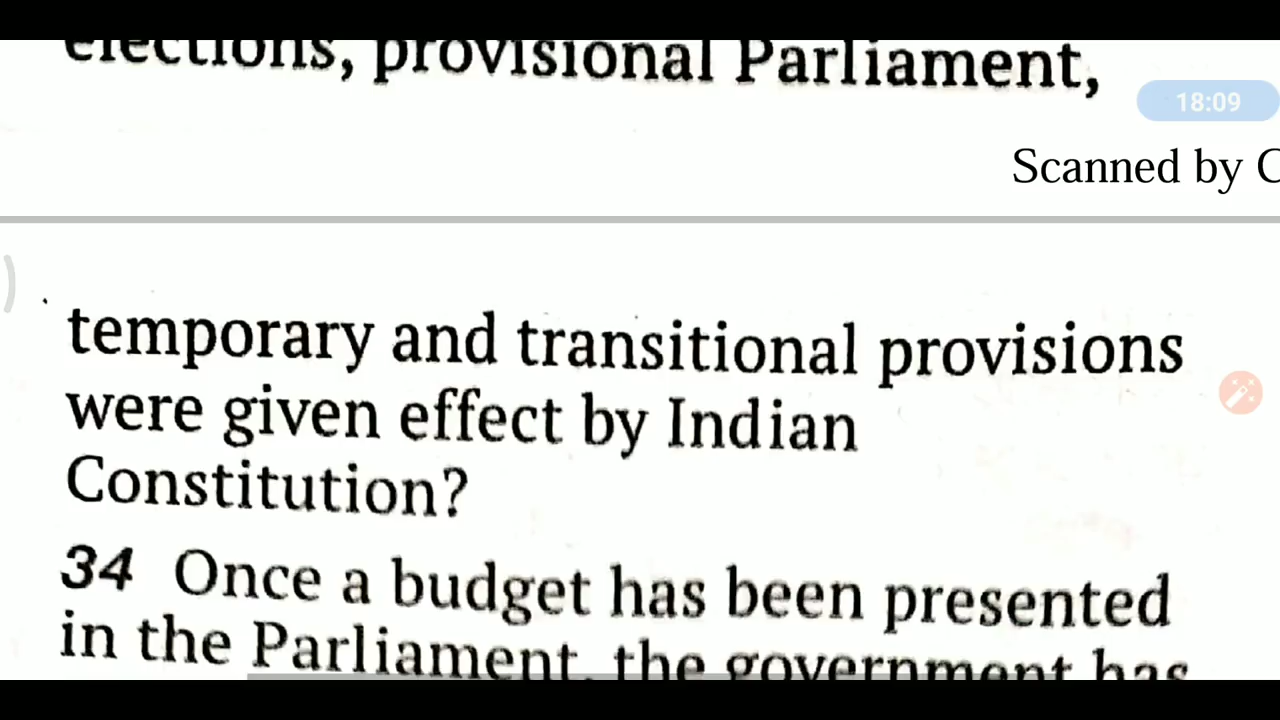 elections, provisional Parliament,
18:09
Scanned by C
temporary and transitional provisions
were given effect by Indian
Constitution?
34 Once a budget has been presented
in the Parliament, the government has